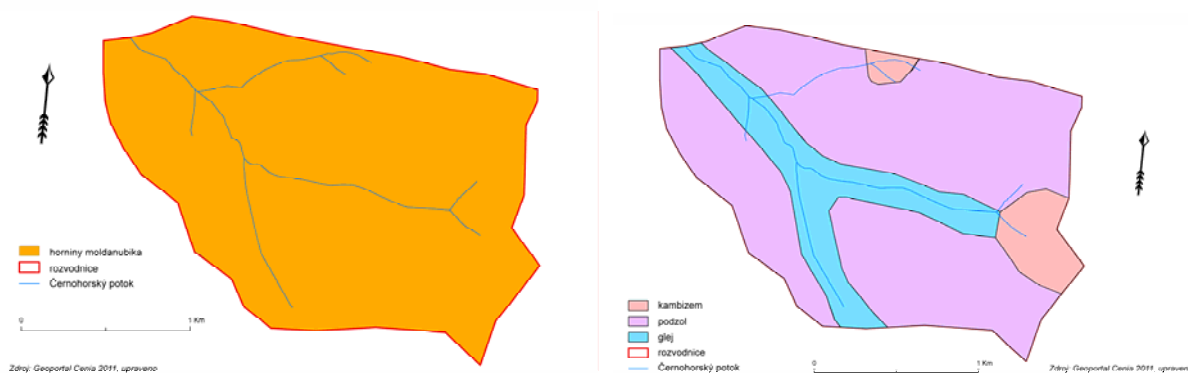 horniny moldanubika
rozvodnice
Černohorský potok
0 1 Km
Zdroj: Geoportal Cenia 2011, upraveno
kambizem
podzol
glej
rozvodnice
Černohorský potok
0 1 Km
Zdroj: Geoportal Cenia 2011, upraven